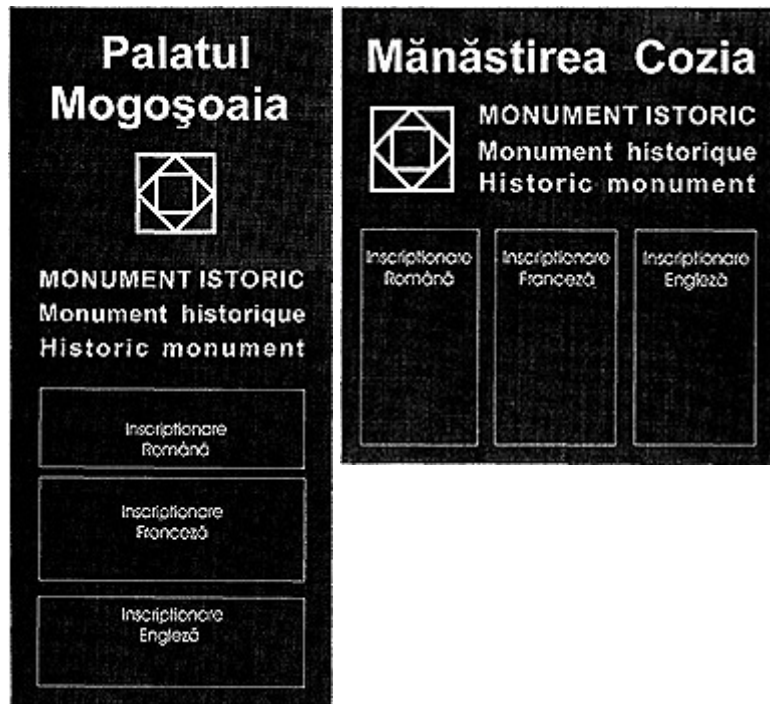 Palatul
Mogoşoaia
MONUMENT ISTORIC
Monument historique
Historic monument
Inscriptionare
Română
Inscriptionare
Franceză
Inscriptionare
Engleză
Mănăstirea Cozia
MONUMENT ISTORIC
Monument historique
Historic monument
Inscriptionare
Română
Inscriptionare
Franceză
Inscriptionare
Engleză